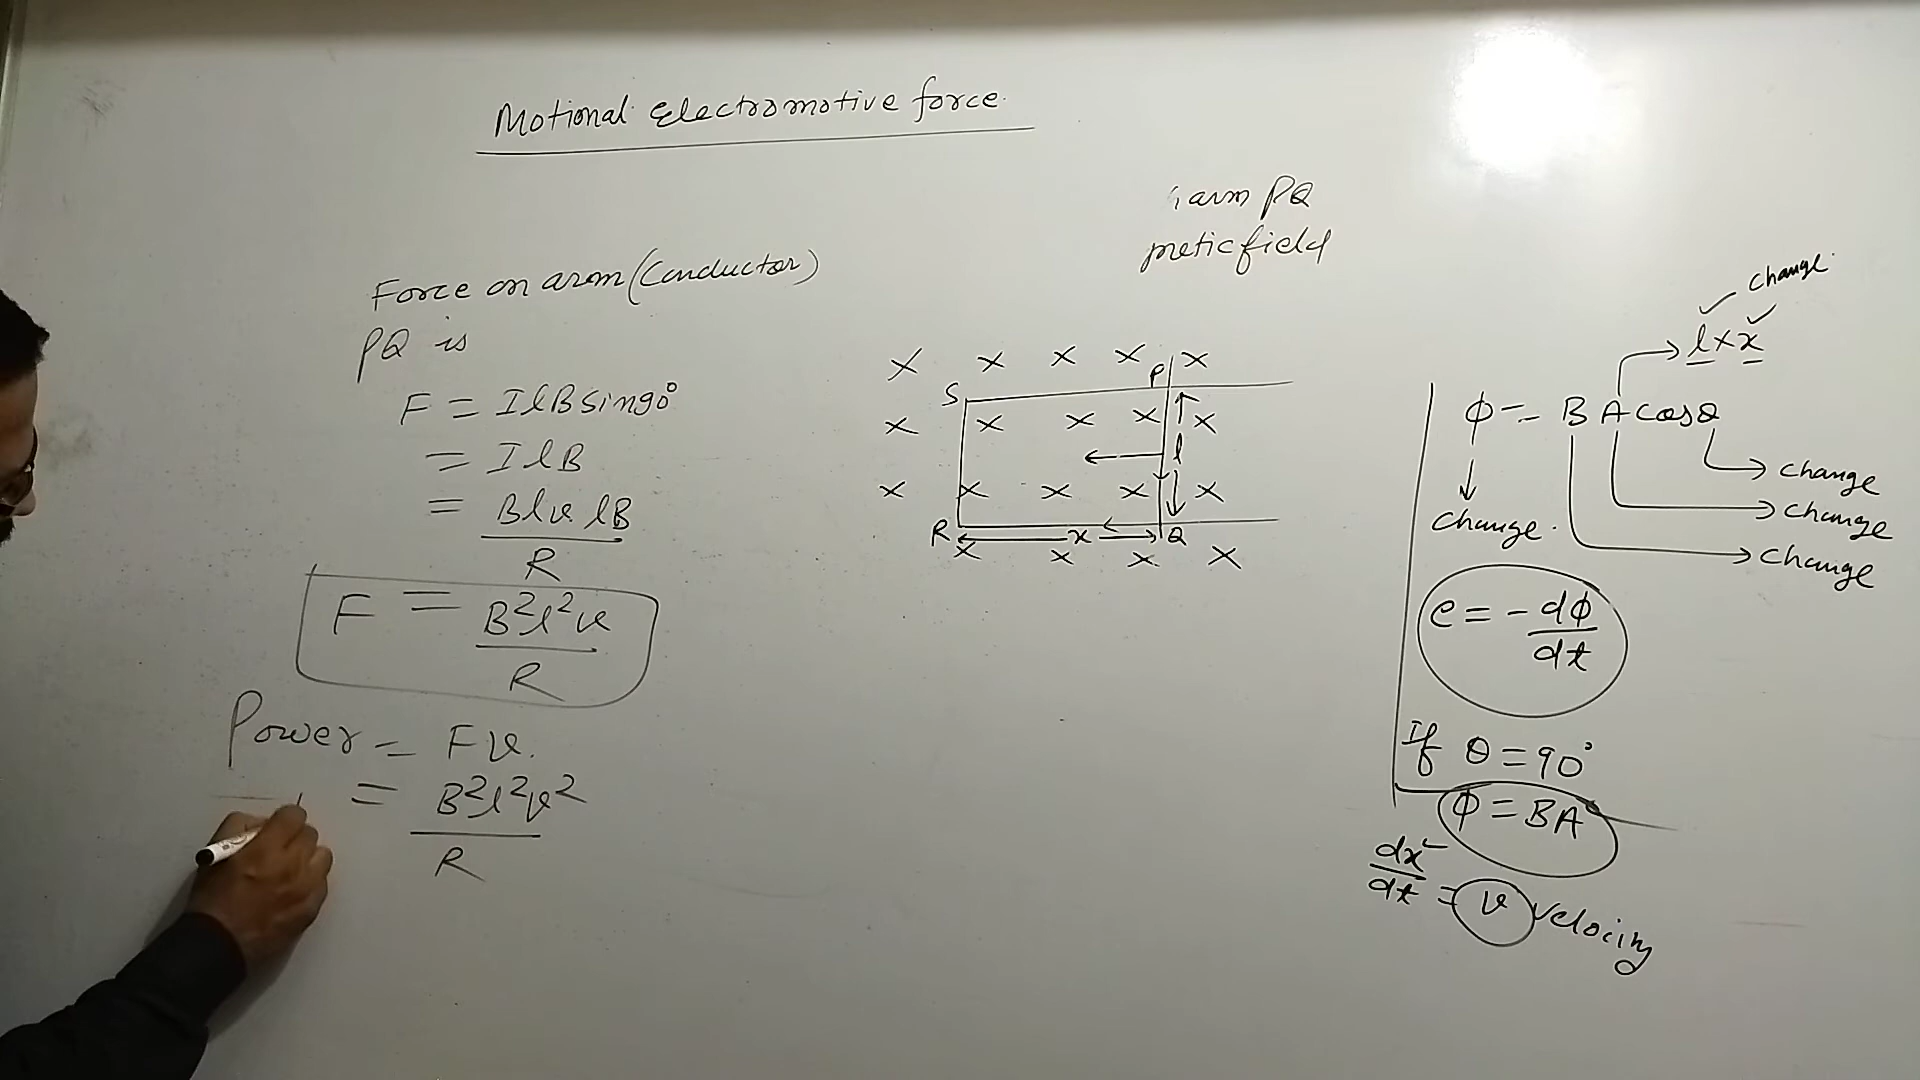 Motional Electromotive force.
arm PQ
netic field
Force on arm (Conductor)
PQ is
F = IlB sin90°
= IlB
= Blv lB
R
F = B²l²v
R
Power = Fv.
= B²l²v²
R
X X X X X
S P
X X X X X
l
X X X X X
R x Q
X X X X
change
l x x
ϕ = BA cosθ
change
change
change
change.
e = - dϕ
dt
If θ = 90°
ϕ = BA
dx
dt = v velocity